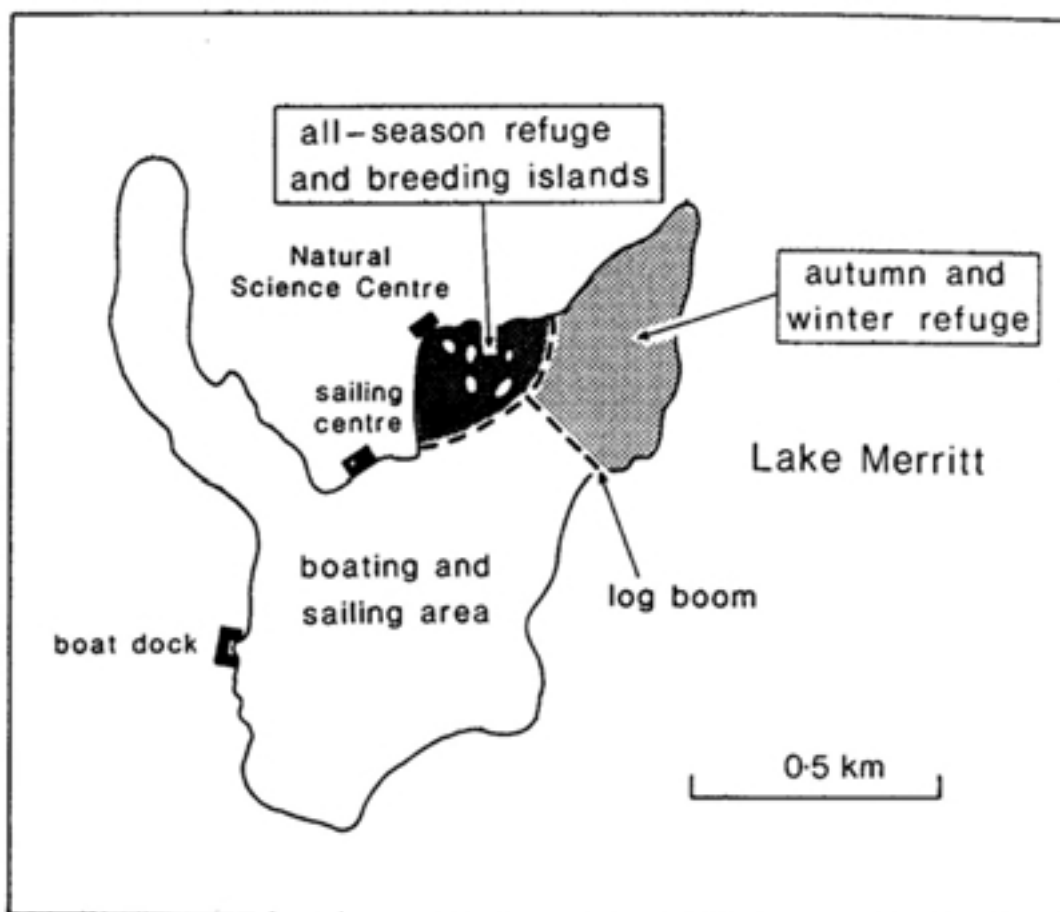 all-season refuge
and breeding islands
Natural
Science Centre
autumn and
winter refuge
sailing
centre
Lake Merritt
boating and
sailing area
log boom
boat dock
0·5 km